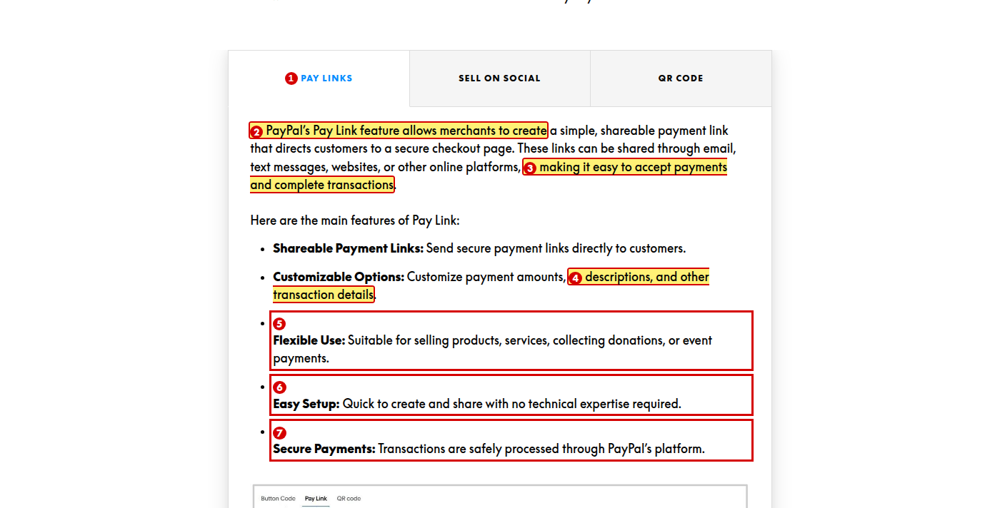 1 PAY LINKS
SELL ON SOCIAL
QR CODE
2 PayPal's Pay Link feature allows merchants to create a simple, shareable payment link
that directs customers to a secure checkout page. These links can be shared through email,
text messages, websites, or other online platforms, 3 making it easy to accept payments
and complete transactions.
Here are the main features of Pay Link:
• Shareable Payment Links: Send secure payment links directly to customers.
• Customizable Options: Customize payment amounts, 4 descriptions, and other
transaction details.
• 5
Flexible Use: Suitable for selling products, services, collecting donations, or event
payments.
• 6
Easy Setup: Quick to create and share with no technical expertise required.
• 7
Secure Payments: Transactions are safely processed through PayPal's platform.
Button Code Pay Link QR code